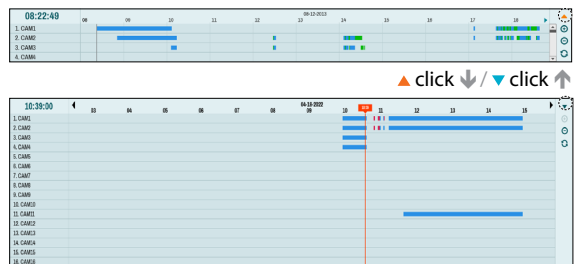 08:22:49
08-12-2013
08 09 10 11 12 13 14 15 16 17 18
1. CAM1
2. CAM2
3. CAM3
4. CAM4
click / click
10:39:00
04-18-2022
03 04 05 06 07 08 09 10 11 12 13 14 15
1. CAM1
2. CAM2
3. CAM3
4. CAM4
5. CAM5
6. CAM6
7. CAM7
8. CAM8
9. CAM9
10. CAM10
11. CAM11
12. CAM12
13. CAM13
14. CAM14
15. CAM15
16. CAM16